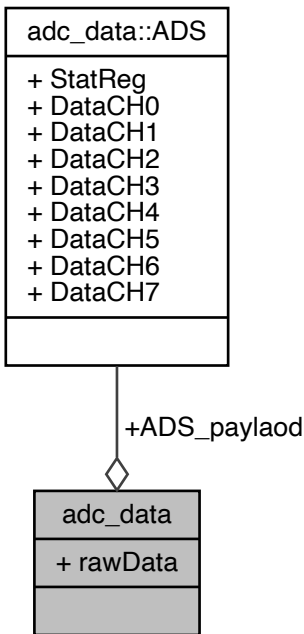 adc_data::ADS
+ StatReg
+ DataCH0
+ DataCH1
+ DataCH2
+ DataCH3
+ DataCH4
+ DataCH5
+ DataCH6
+ DataCH7
+ADS_paylaod
adc_data
+ rawData